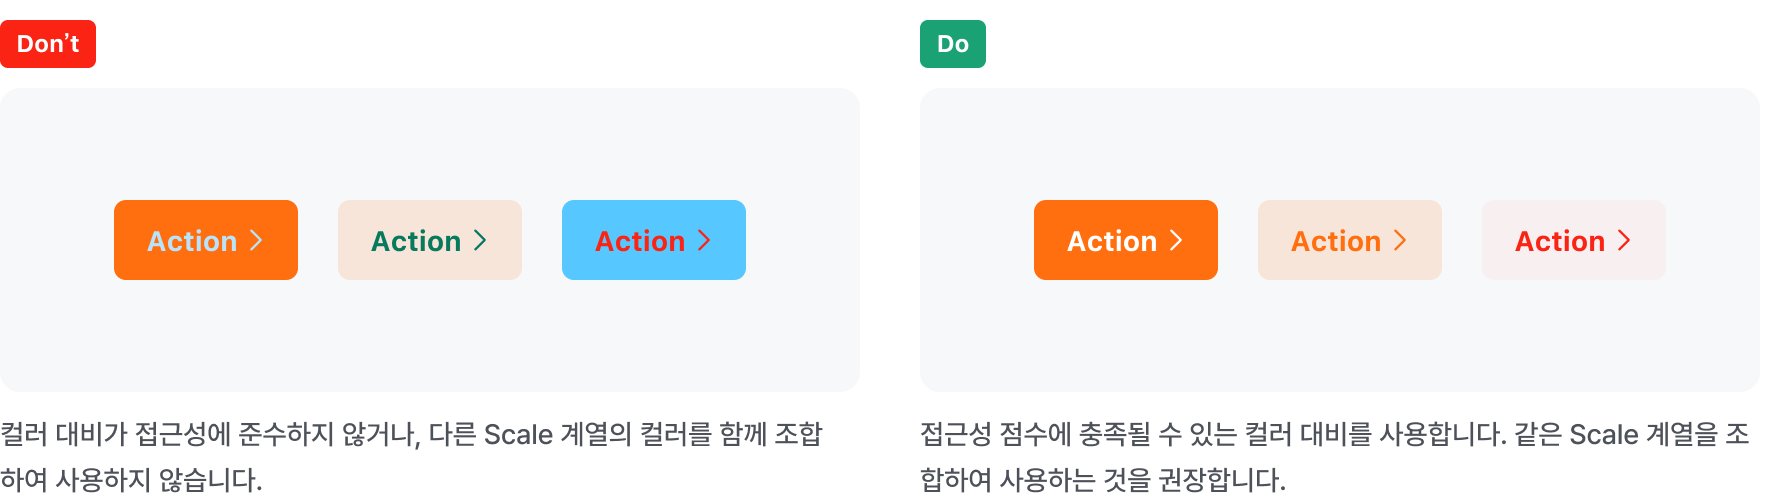 Don't
Action >
Action >
Action >
컬러 대비가 접근성에 준수하지 않거나, 다른 Scale 계열의 컬러를 함께 조합
하여 사용하지 않습니다.
Do
Action >
Action >
Action >
접근성 점수에 충족될 수 있는 컬러 대비를 사용합니다. 같은 Scale 계열을 조
합하여 사용하는 것을 권장합니다.